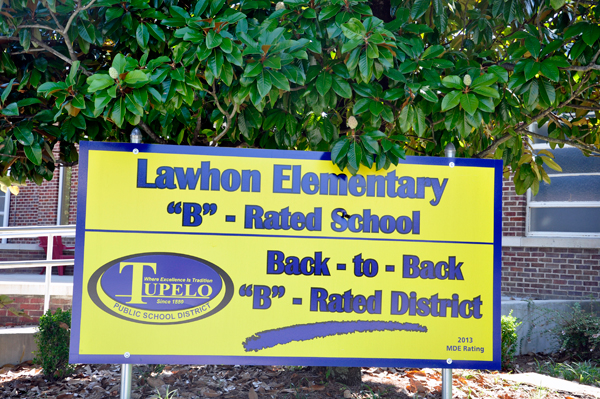 Lawhon Elementary
"B" - Rated School
Back - to - Back
"B" - Rated District
Where Excellence Is Tradition
TUPELO
Since 1890
PUBLIC SCHOOL DISTRICT
2013
MDE Rating